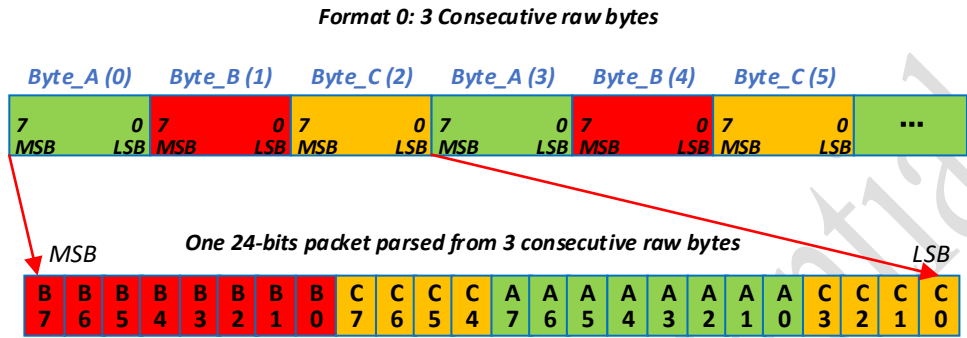 Format 0: 3 Consecutive raw bytes
Byte_A (0) Byte_B (1) Byte_C (2) Byte_A (3) Byte_B (4) Byte_C (5)
7 0 7 0 7 0 7 0 7 0 7 0 ...
MSB LSB MSB LSB MSB LSB MSB LSB MSB LSB MSB LSB
One 24-bits packet parsed from 3 consecutive raw bytes
MSB LSB
B B B B B B B B C C C C A A A A A A A A C C C C
7 6 5 4 3 2 1 0 7 6 5 4 7 6 5 4 3 2 1 0 3 2 1 0